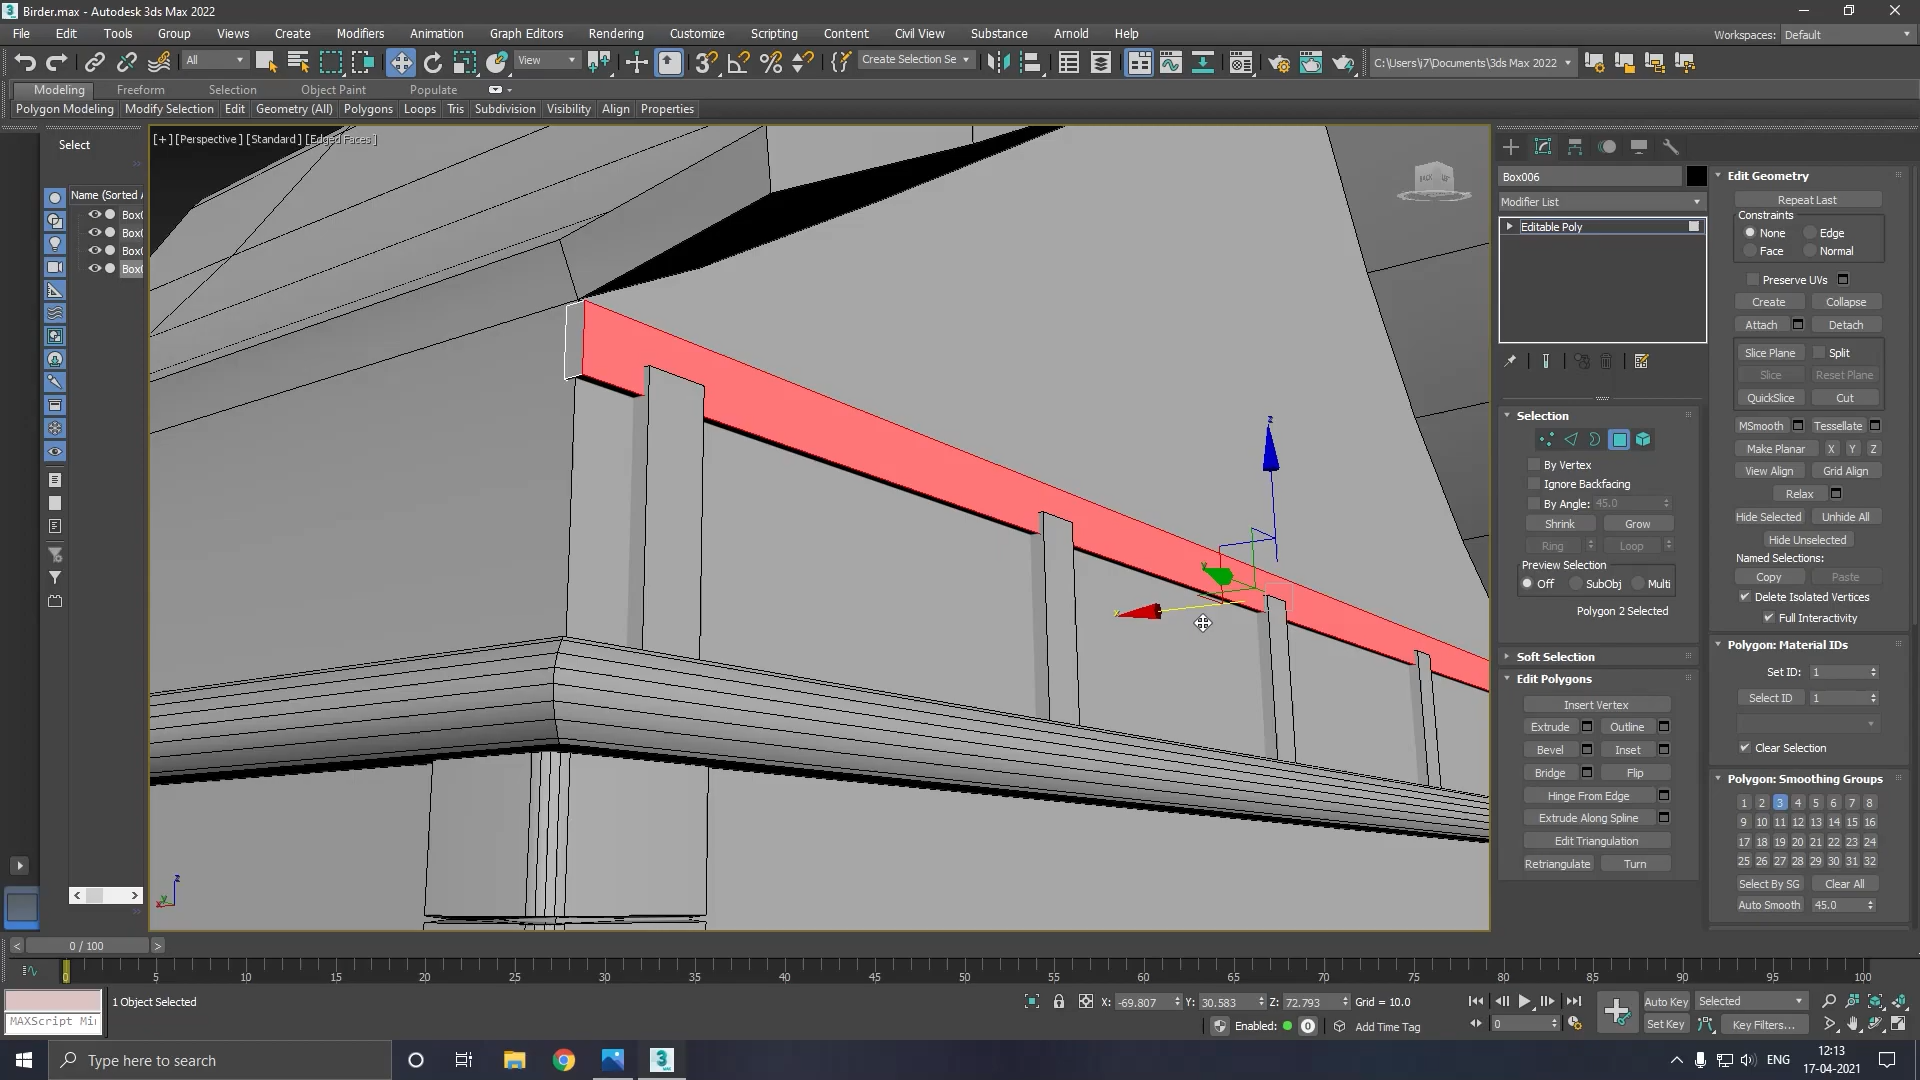 Birder.max - Autodesk 3ds Max 2022
File Edit Tools Group Views Create Modifiers Animation Graph Editors Rendering Customize Scripting Content Civil View Substance Arnold Help
Workspaces: Default
All View Create Selection Se C:\Users\i7\Documents\3ds Max 2022
Modeling Freeform Selection Object Paint Populate
Polygon Modeling Modify Selection Edit Geometry (All) Polygons Loops Tris Subdivision Visibility Align Properties
Select
Name (Sorted A
Box0
Box0
Box0
Box0
[+] [Perspective ] [Standard ] [Edged Faces ]
BACK
z
y
x
z
y
x
Box006
Modifier List
Editable Poly
Selection
By Vertex
Ignore Backfacing
By Angle: 45.0
Shrink Grow
Ring Loop
Preview Selection
Off SubObj Multi
Polygon 2 Selected
Soft Selection
Edit Polygons
Insert Vertex
Extrude Outline
Bevel Inset
Bridge Flip
Hinge From Edge
Extrude Along Spline
Edit Triangulation
Retriangulate Turn
Edit Geometry
Repeat Last
Constraints
None Edge
Face Normal
Preserve UVs
Create Collapse
Attach Detach
Slice Plane Split
Slice Reset Plane
QuickSlice Cut
MSmooth Tessellate
Make Planar X Y Z
View Align Grid Align
Relax
Hide Selected Unhide All
Hide Unselected
Named Selections:
Copy Paste
Delete Isolated Vertices
Full Interactivity
Polygon: Material IDs
Set ID: 1
Select ID 1
Clear Selection
Polygon: Smoothing Groups
1 2 3 4 5 6 7 8
9 10 11 12 13 14 15 16
17 18 19 20 21 22 23 24
25 26 27 28 29 30 31 32
Select By SG Clear All
Auto Smooth 45.0
< 0 / 100 >
0 5 10 15 20 25 30 35 40 45 50 55 60 65 70 75 80 85 90 95 100
1 Object Selected
X: -69.807 Y: 30.583 Z: 72.793 Grid = 10.0
Auto Key Selected
MAXScript Mi
Enabled: 0 Add Time Tag
0
Set Key Key Filters...
Type here to search
3
ENG
12:13
17-04-2021